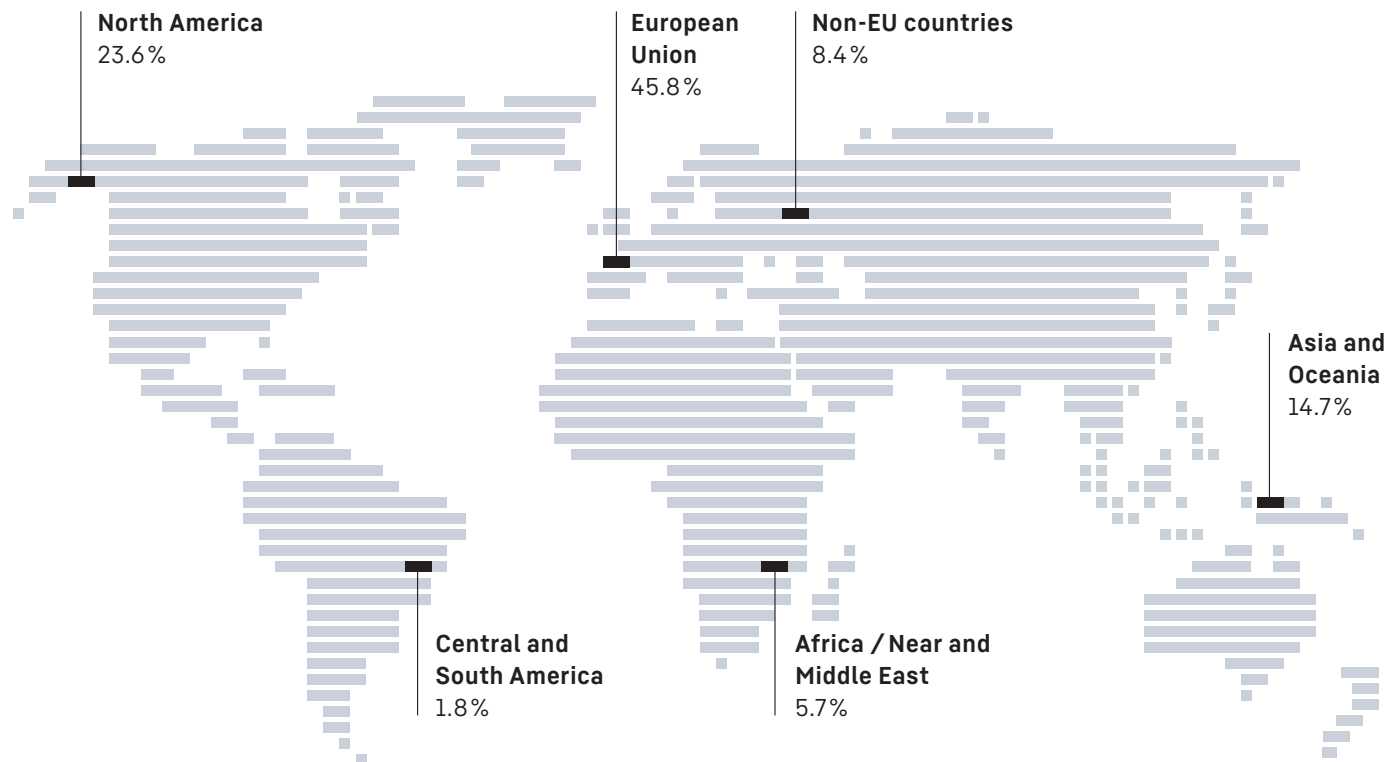 North America
23.6 %
European
Union
45.8 %
Non-EU countries
8.4 %
Asia and
Oceania
14.7 %
Central and
South America
1.8 %
Africa / Near and
Middle East
5.7 %